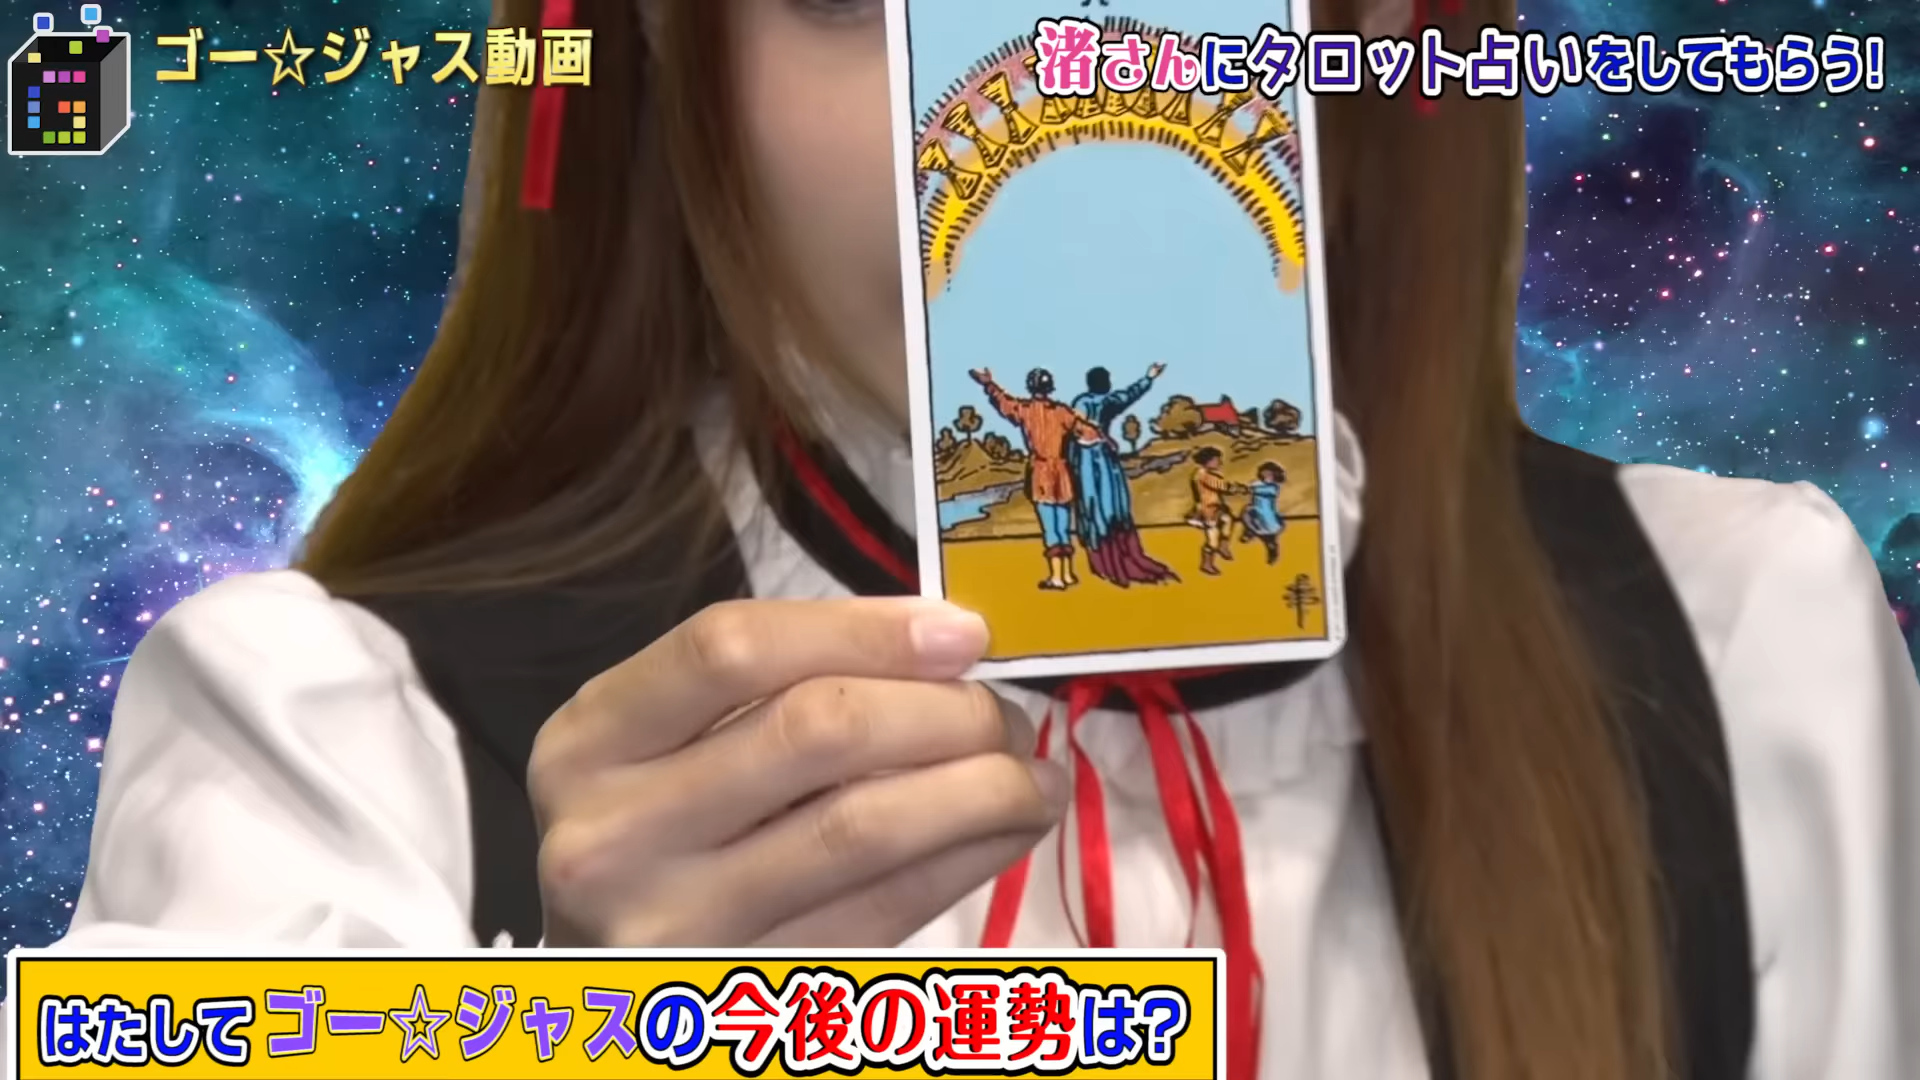 ゴー☆ジャス動画
渚さんにタロット占いをしてもらう!
はたしてゴー☆ジャスの今後の運勢は?